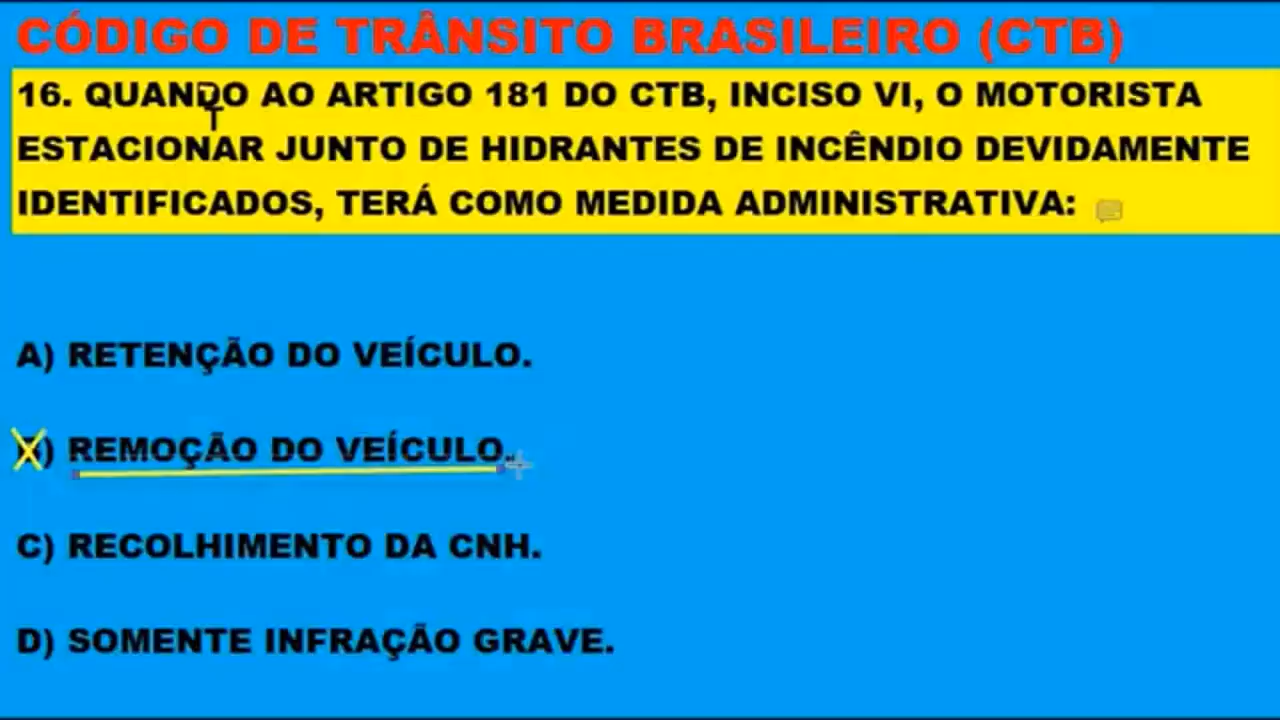 CÓDIGO DE TRÂNSITO BRASILEIRO (CTB)
16. QUANDO AO ARTIGO 181 DO CTB, INCISO VI, O MOTORISTA
ESTACIONAR JUNTO DE HIDRANTES DE INCÊNDIO DEVIDAMENTE
IDENTIFICADOS, TERÁ COMO MEDIDA ADMINISTRATIVA:
A) RETENÇÃO DO VEÍCULO.
X) REMOÇÃO DO VEÍCULO.
C) RECOLHIMENTO DA CNH.
D) SOMENTE INFRAÇÃO GRAVE.